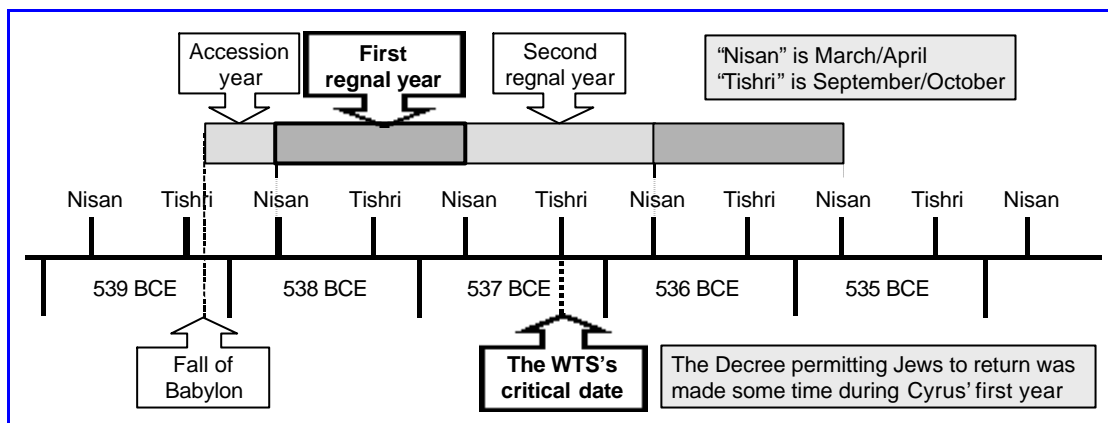 Accession
year
First
regnal year
Second
regnal year
“Nisan” is March/April
“Tishri” is September/October
Nisan Tishri Nisan Tishri Nisan Tishri Nisan Tishri Nisan Tishri Nisan
539 BCE 538 BCE 537 BCE 536 BCE 535 BCE
Fall of
Babylon
The WTS’s
critical date
The Decree permitting Jews to return was
made some time during Cyrus’ first year